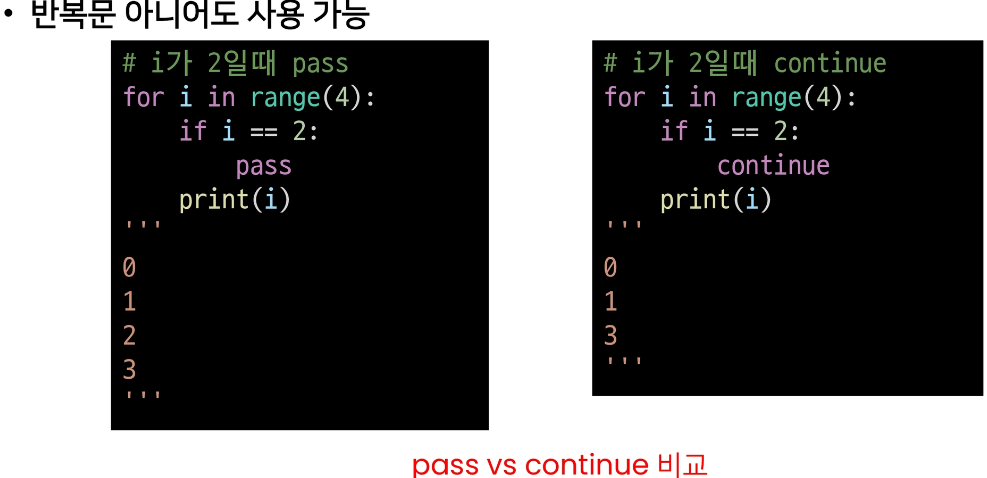 • 반복문 아니어도 사용 가능
# i가 2일때 pass
for i in range(4):
    if i == 2:
        pass
    print(i)
'''
0
1
2
3
'''
# i가 2일때 continue
for i in range(4):
    if i == 2:
        continue
    print(i)
'''
0
1
3
'''
pass vs continue 비교